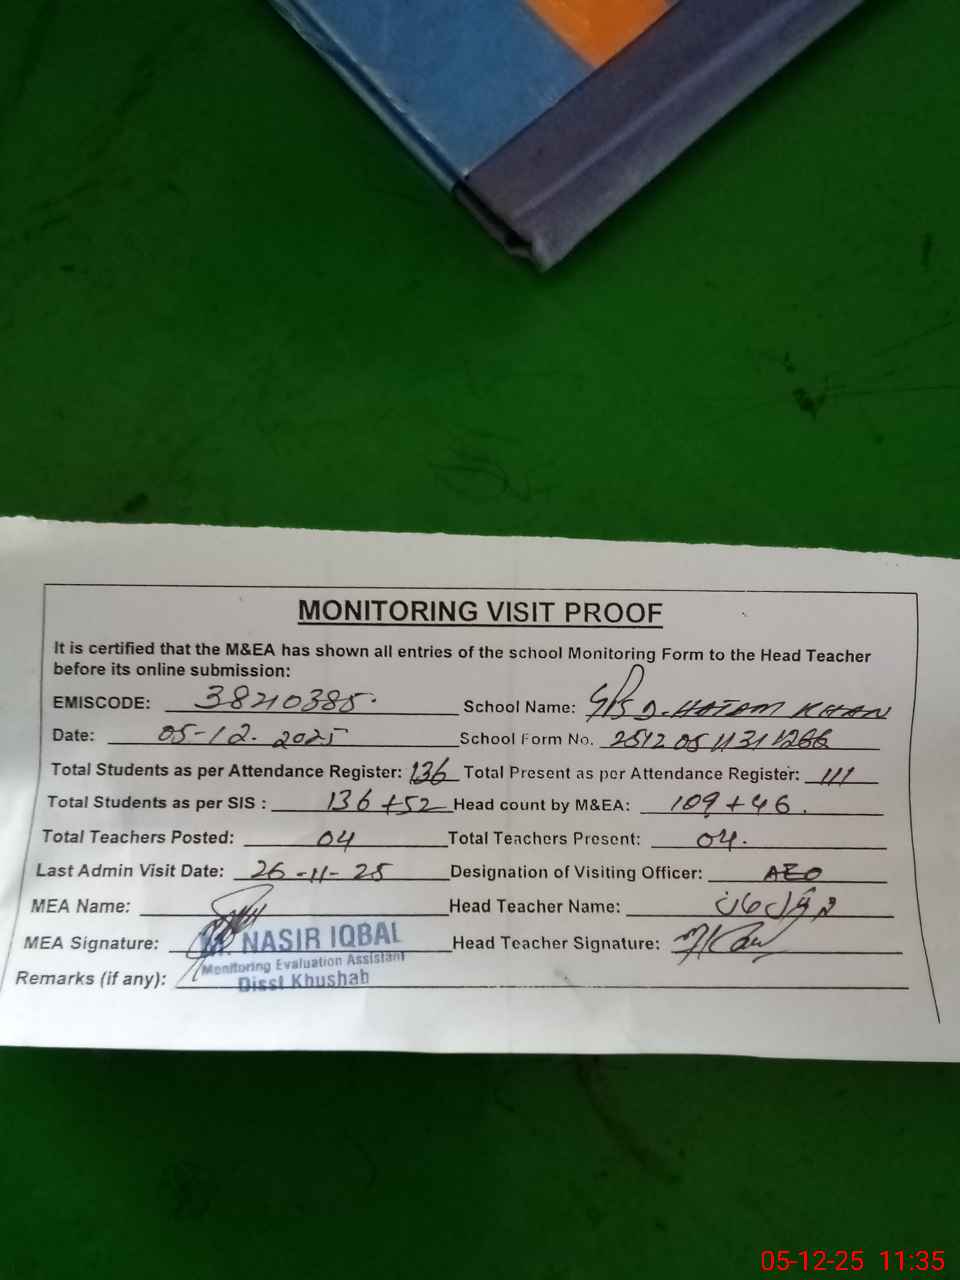 MONITORING VISIT PROOF
It is certified that the M&EA has shown all entries of the school Monitoring Form to the Head Teacher
before its online submission:
EMISCODE: 38210385. School Name: GPS D. HATAM KHAN
Date: 05-12-2025 School Form No.
Total Students as per Attendance Register: 136 Total Present as per Attendance Register: 111
Total Students as per SIS : 136+52 Head count by M&EA: 109+46.
Total Teachers Posted: 04 Total Teachers Present: 04.
Last Admin Visit Date: 26-11-25 Designation of Visiting Officer: AEO
MEA Name: Head Teacher Name:
MEA Signature: NASIR IQBAL Head Teacher Signature:
Monitoring Evaluation Assistant
Remarks (if any): Disst Khushab
05-12-25 11:35